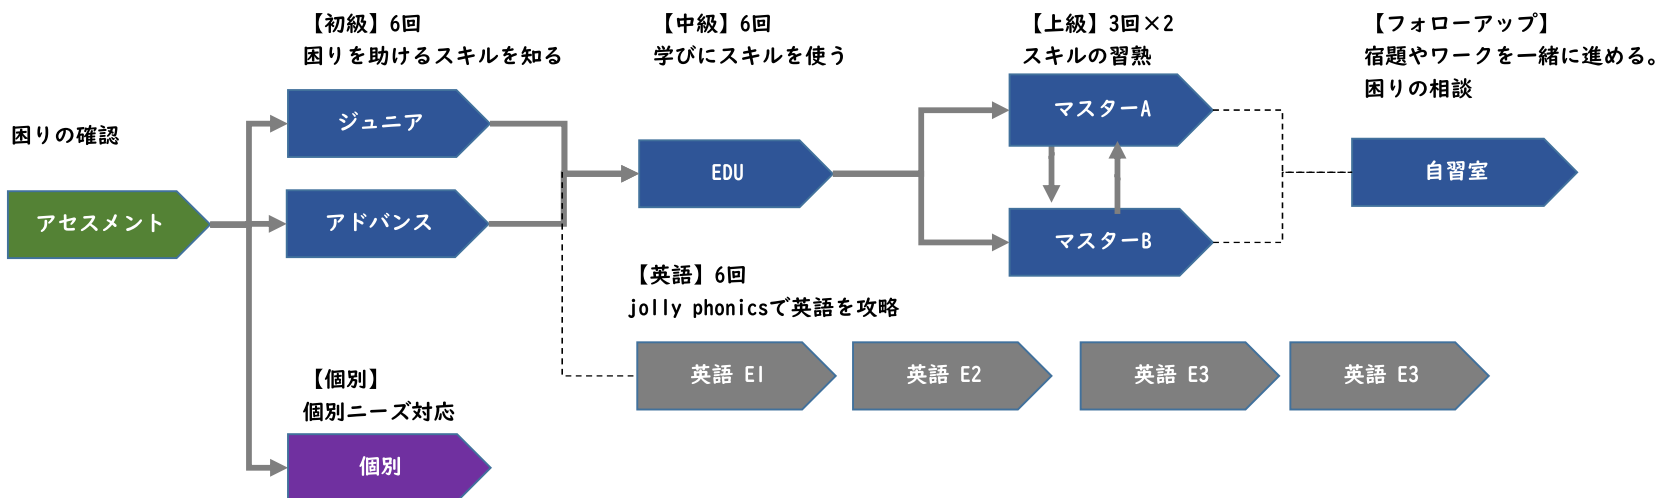 【初級】6回
困りを助けるスキルを知る
【中級】6回
学びにスキルを使う
【上級】3回×2
スキルの習熟
【フォローアップ】
宿題やワークを一緒に進める。
困りの相談
困りの確認
アセスメント
ジュニア
アドバンス
EDU
マスターA
マスターB
自習室
【英語】6回
jolly phonicsで英語を攻略
英語 E1
英語 E2
英語 E3
英語 E3
【個別】
個別ニーズ対応
個別